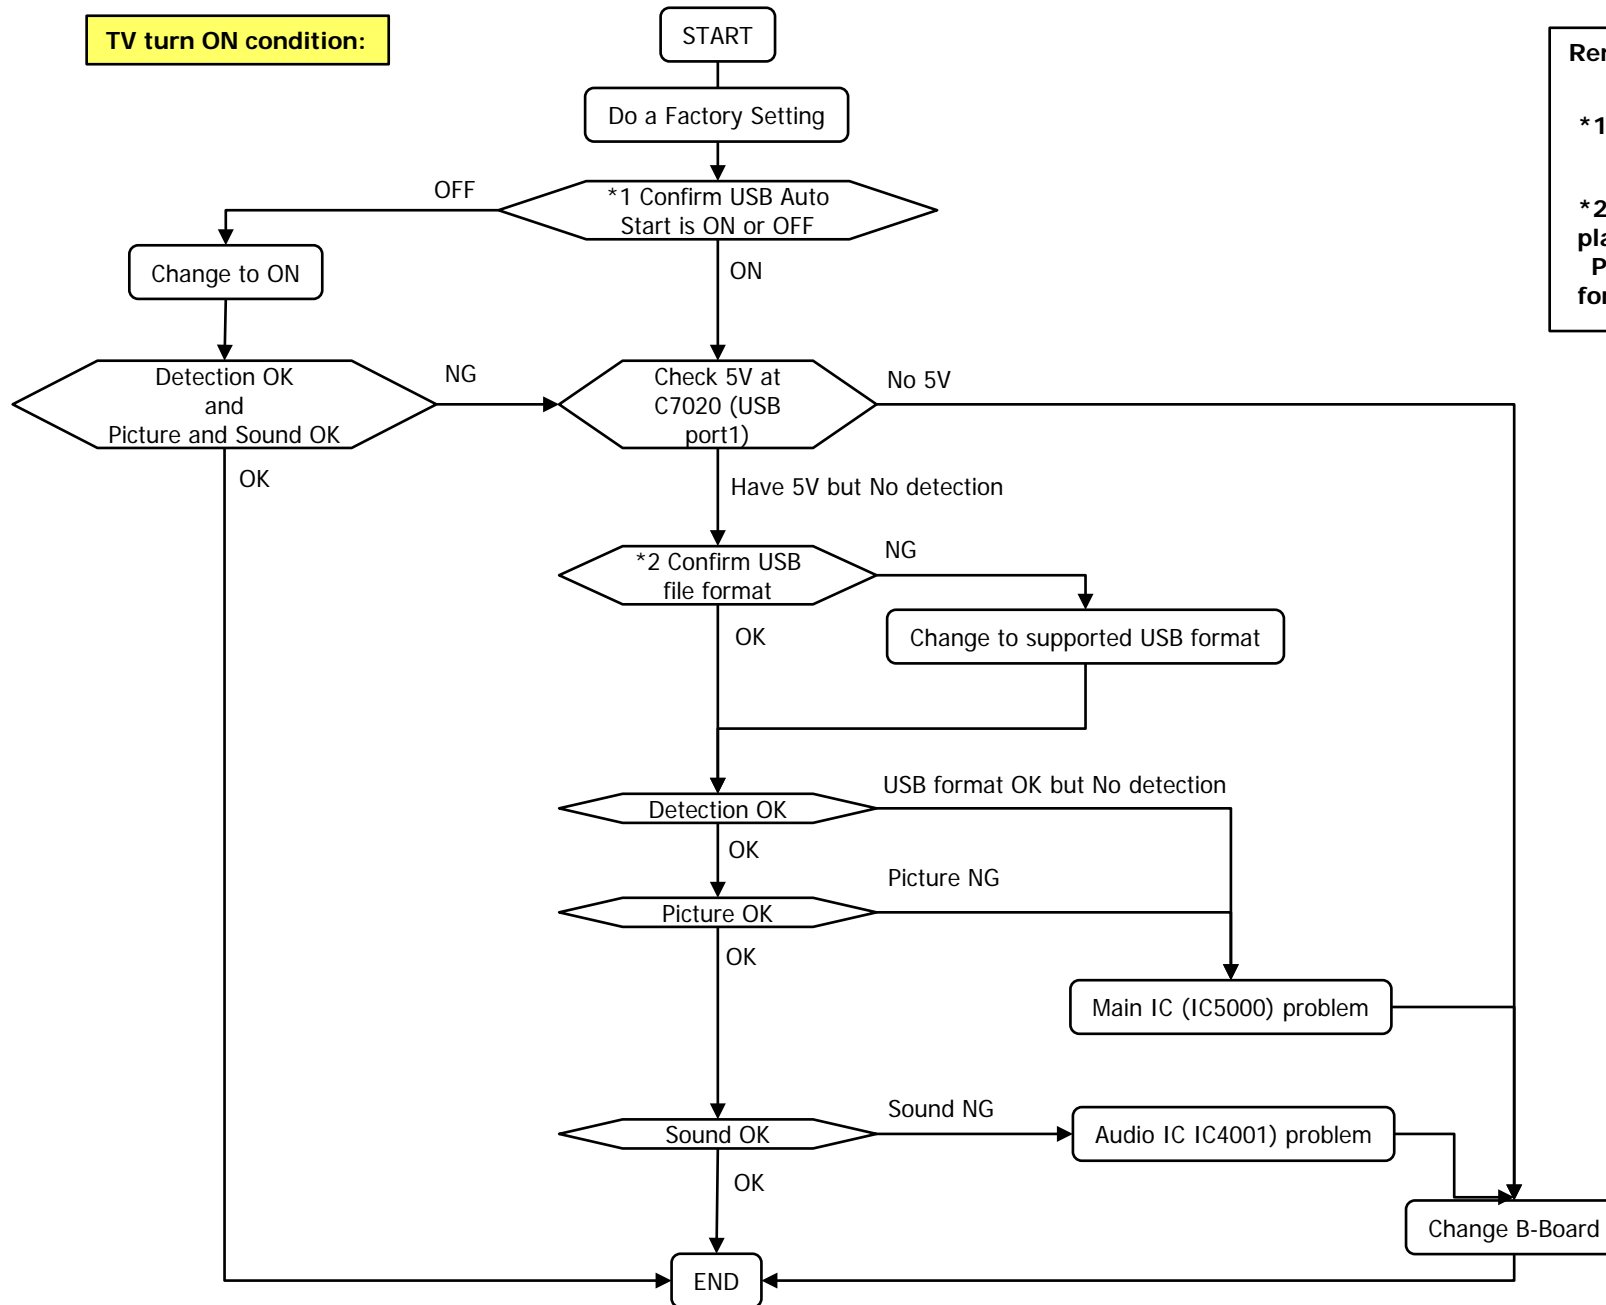 TV turn ON condition:
START
Do a Factory Setting
*1 Confirm USB Auto
Start is ON or OFF
OFF
ON
Change to ON
Detection OK
and
Picture and Sound OK
NG
OK
Check 5V at
C7020 (USB
port1)
No 5V
Have 5V but No detection
*2 Confirm USB
file format
NG
OK
Change to supported USB format
Detection OK
USB format OK but No detection
OK
Picture OK
Picture NG
OK
Main IC (IC5000) problem
Sound OK
Sound NG
Audio IC IC4001) problem
OK
Change B-Board
END
*1
*2